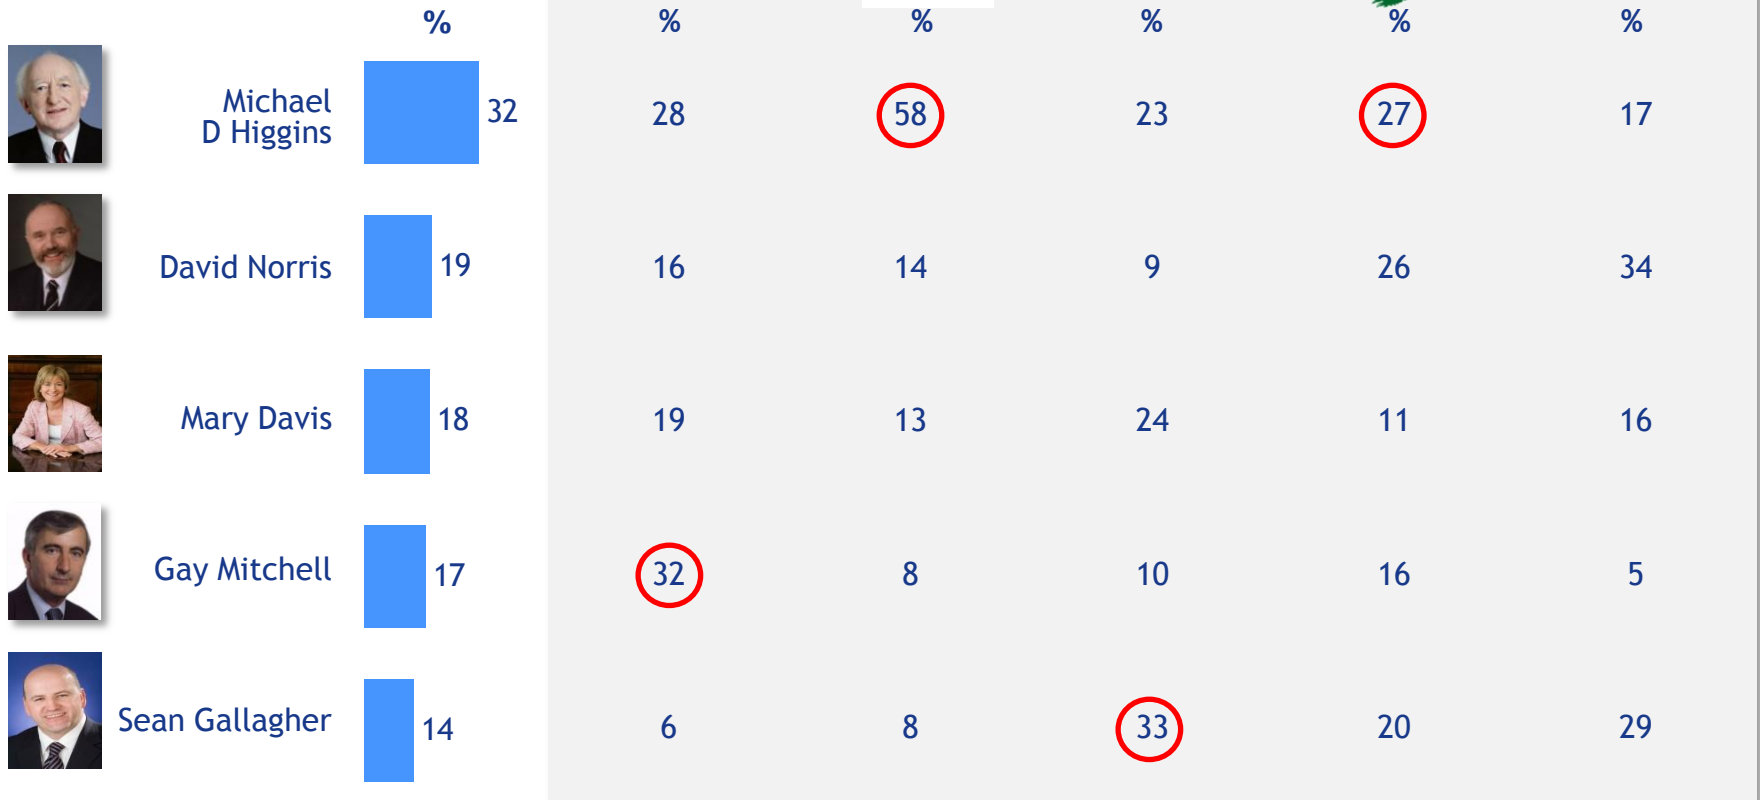 % % % % % %
Michael
D Higgins 32 28 58 23 27 17
David Norris 19 16 14 9 26 34
Mary Davis 18 19 13 24 11 16
Gay Mitchell 17 32 8 10 16 5
Sean Gallagher 14 6 8 33 20 29